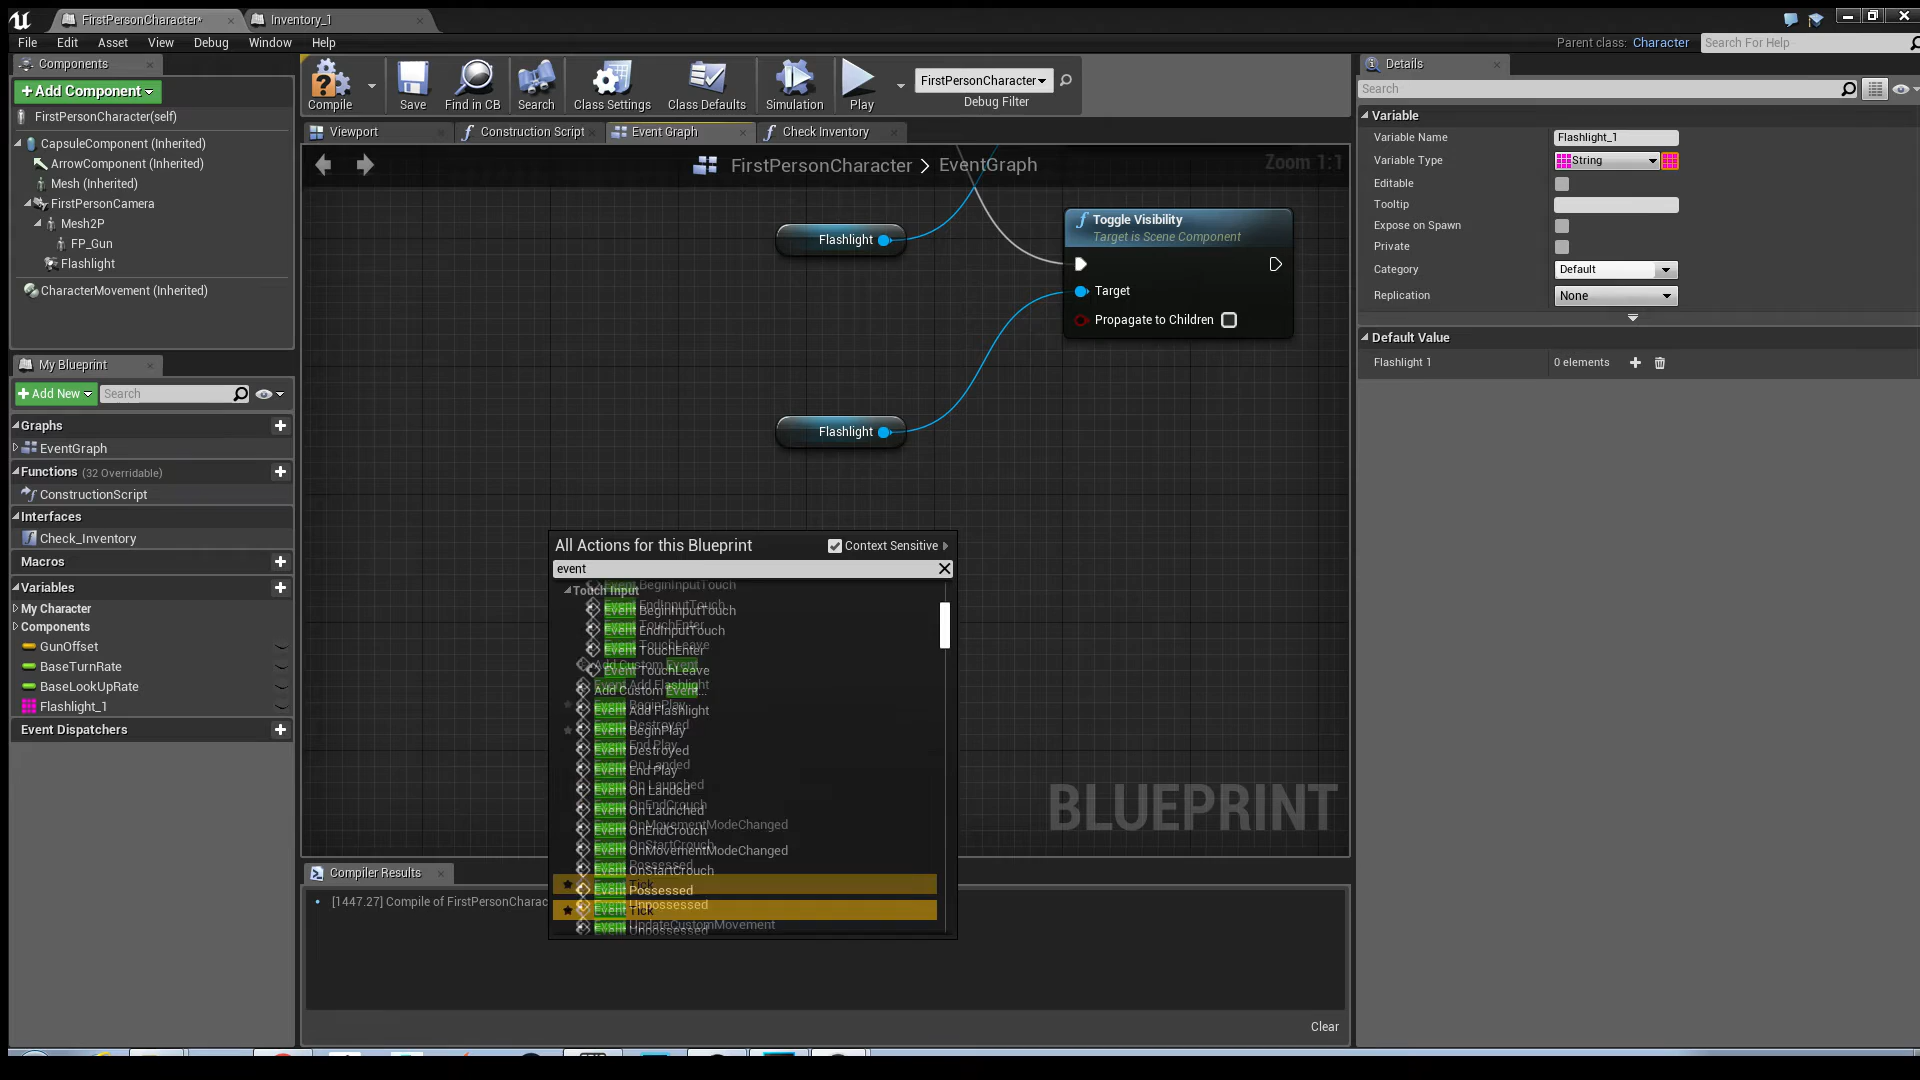 FirstPersonCharacter*
Inventory_1
File Edit Asset View Debug Window Help
Parent class: Character
Search For Help
Components
+Add Component
FirstPersonCharacter(self)
CapsuleComponent (Inherited)
ArrowComponent (Inherited)
Mesh (Inherited)
FirstPersonCamera
Mesh2P
FP_Gun
Flashlight
CharacterMovement (Inherited)
My Blueprint
+Add New
Search
Graphs
EventGraph
Functions (32 Overridable)
ConstructionScript
Interfaces
Check_Inventory
Macros
Variables
My Character
Components
GunOffset
BaseTurnRate
BaseLookUpRate
Flashlight_1
Event Dispatchers
Compile
Save
Find in CB
Search
Class Settings
Class Defaults
Simulation
Play
FirstPersonCharacter
Debug Filter
Viewport
Construction Script
Event Graph
Check Inventory
FirstPersonCharacter > EventGraph
Zoom 1:1
Flashlight
Toggle Visibility
Target is Scene Component
Target
Propagate to Children
Flashlight
All Actions for this Blueprint
Context Sensitive
event
Touch Input
Event BeginInputTouch
Event EndInputTouch
Event TouchEnter
Event TouchLeave
Add Custom Event...
Event Add Flashlight
Event BeginPlay
Event Destroyed
Event End Play
Event On Landed
Event On Launched
Event OnEndCrouch
Event OnMovementModeChanged
Event OnStartCrouch
Event Possessed
Event Tick
Event Unpossessed
BLUEPRINT
Compiler Results
[1447.27] Compile of FirstPersonCharac
Clear
Details
Search
Variable
Variable Name Flashlight_1
Variable Type String
Editable
Tooltip
Expose on Spawn
Private
Category Default
Replication None
Default Value
Flashlight 1 0 elements